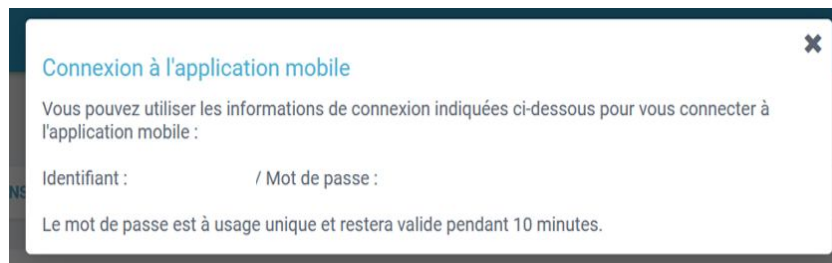 Connexion à l'application mobile
Vous pouvez utiliser les informations de connexion indiquées ci-dessous pour vous connecter à
l'application mobile :
Identifiant : / Mot de passe :
Le mot de passe est à usage unique et restera valide pendant 10 minutes.